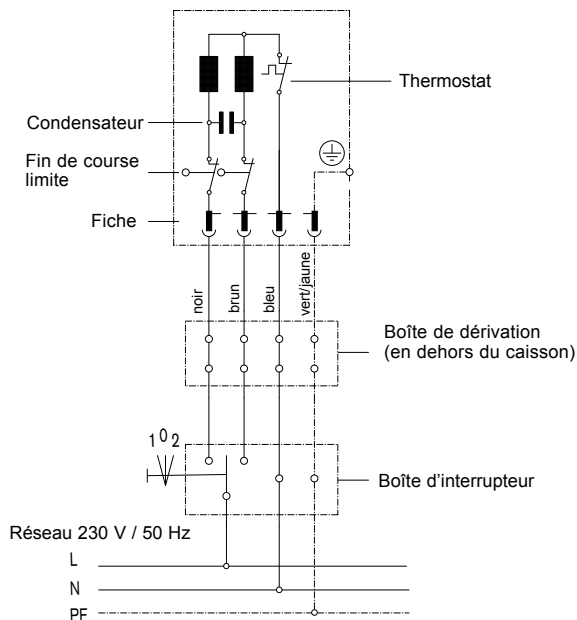 Thermostat
Condensateur
Fin de course
limite
Fiche
noir
brun
bleu
vert/jaune
Boîte de dérivation
(en dehors du caisson)
1 0 2
Boîte d'interrupteur
Réseau 230 V / 50 Hz
L
N
PE